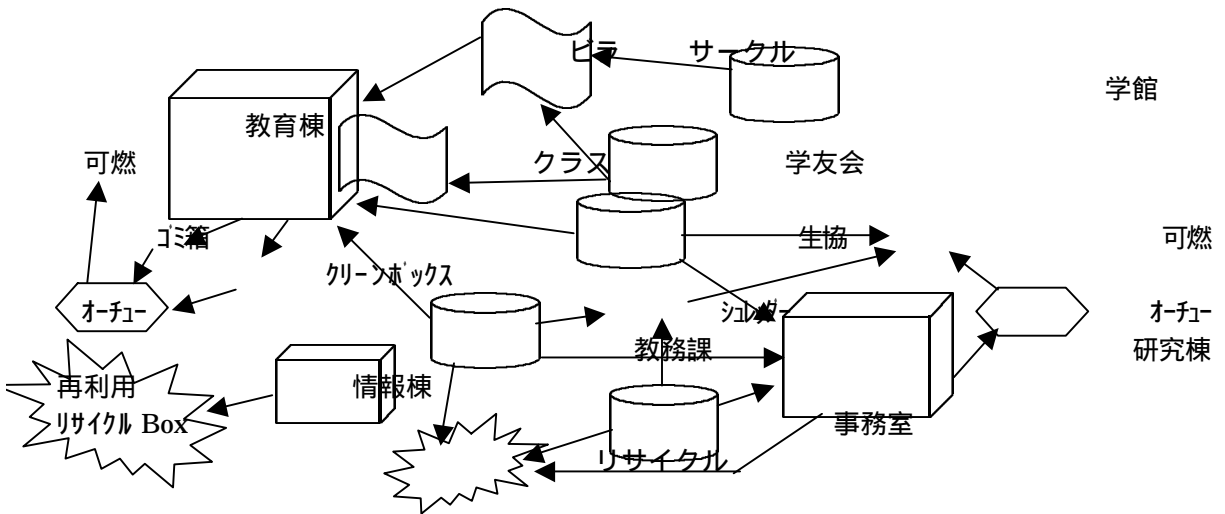 ビラ
サークル
学館
教育棟
クラス
学友会
可燃
ゴミ箱
生協
可燃
クリーンボックス
オーチュー
シュレッダー
オーチュー
教務課
研究棟
再利用
情報棟
リサイクル Box
事務室
リサイクル